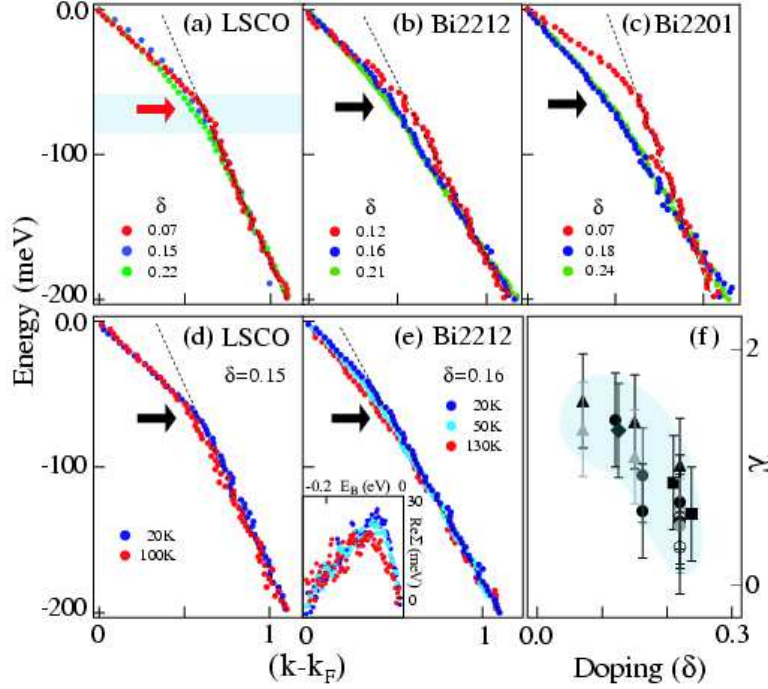 (a) LSCO
(b) Bi2212
(c) Bi2201
0.0
-100
-200
δ
0.07
0.15
0.22
δ
0.12
0.16
0.21
δ
0.07
0.18
0.24
Energy (meV)
(d) LSCO
δ=0.15
(e) Bi2212
δ=0.16
(f)
0.0
-100
-200
20K
100K
20K
50K
130K
-0.2 E_B (eV) 0
30
ReΣ (meV)
0
2
λ
0
0 1
0 1
0.0 0.3
(k-k_F)
Doping (δ)